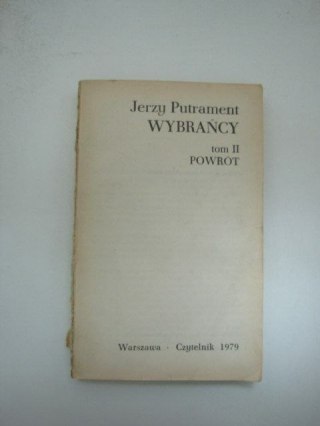 Jerzy Putrament
WYBRAŃCY
tom II
POWRÓT
Warszawa · Czytelnik 1979